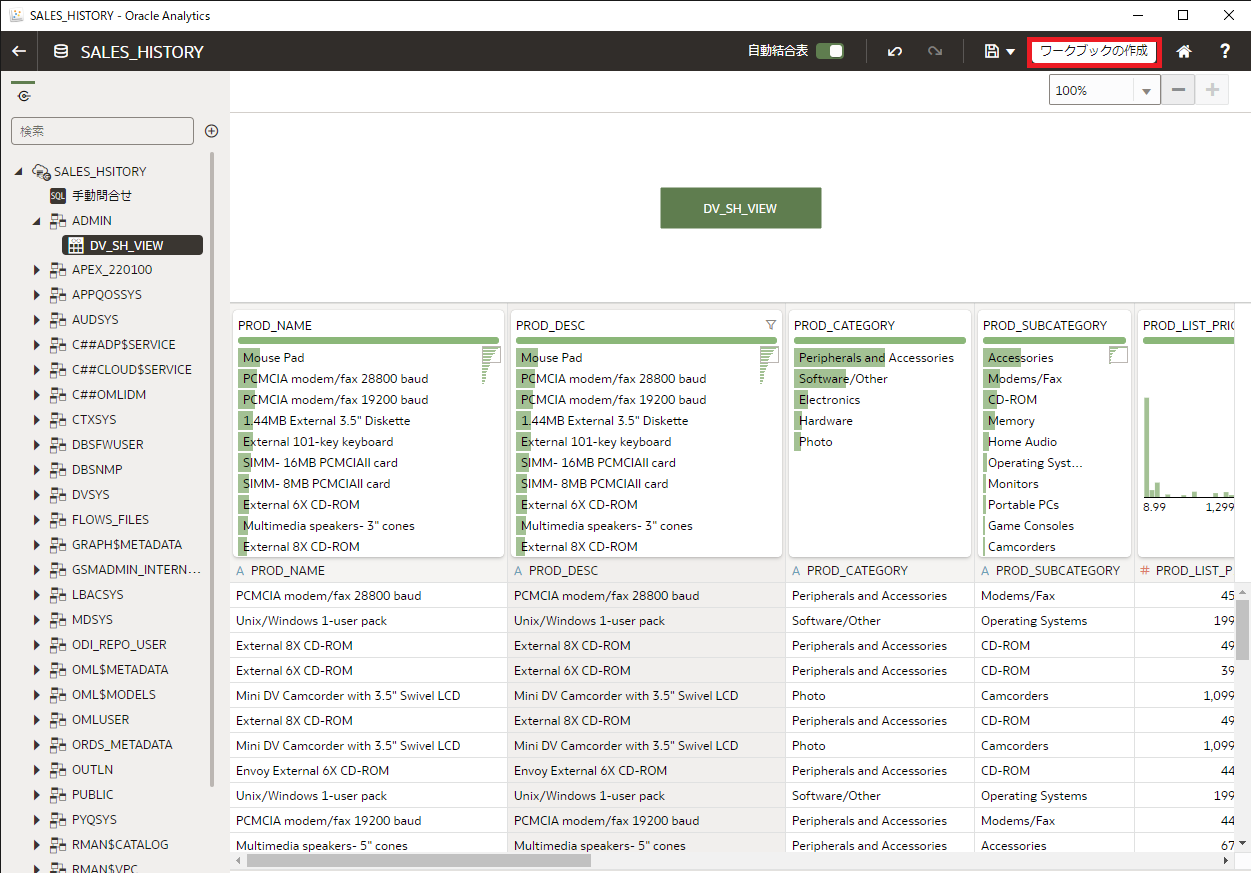 SALES_HISTORY - Oracle Analytics
SALES_HISTORY
自動結合表
ワークブックの作成
?
100%
検索
SALES_HSITORY
SQL 手動問合せ
ADMIN
DV_SH_VIEW
APEX_220100
APPQOSSYS
AUDSYS
C##ADP$SERVICE
C##CLOUD$SERVICE
C##OMLIDM
CTXSYS
DBSFWUSER
DBSNMP
DVSYS
FLOWS_FILES
GRAPH$METADATA
GSMADMIN_INTERN...
LBACSYS
MDSYS
ODI_REPO_USER
OML$METADATA
OML$MODELS
OMLUSER
ORDS_METADATA
OUTLN
PUBLIC
PYQSYS
RMAN$CATALOG
RMAN$VPC
DV_SH_VIEW
PROD_NAME
Mouse Pad
PCMCIA modem/fax 28800 baud
PCMCIA modem/fax 19200 baud
1.44MB External 3.5" Diskette
External 101-key keyboard
SIMM- 16MB PCMCIAII card
SIMM- 8MB PCMCIAII card
External 6X CD-ROM
Multimedia speakers- 3" cones
External 8X CD-ROM
PROD_DESC
Mouse Pad
PCMCIA modem/fax 28800 baud
PCMCIA modem/fax 19200 baud
1.44MB External 3.5" Diskette
External 101-key keyboard
SIMM- 16MB PCMCIAII card
SIMM- 8MB PCMCIAII card
External 6X CD-ROM
Multimedia speakers- 3" cones
External 8X CD-ROM
PROD_CATEGORY
Peripherals and Accessories
Software/Other
Electronics
Hardware
Photo
PROD_SUBCATEGORY
Accessories
Modems/Fax
CD-ROM
Memory
Home Audio
Operating Syst...
Monitors
Portable PCs
Game Consoles
Camcorders
PROD_LIST_PRIC
8.99 1,299
A PROD_NAME A PROD_DESC A PROD_CATEGORY A PROD_SUBCATEGORY # PROD_LIST_P
PCMCIA modem/fax 28800 baud PCMCIA modem/fax 28800 baud Peripherals and Accessories Modems/Fax 45
Unix/Windows 1-user pack Unix/Windows 1-user pack Software/Other Operating Systems 199
External 8X CD-ROM External 8X CD-ROM Peripherals and Accessories CD-ROM 49
External 6X CD-ROM External 6X CD-ROM Peripherals and Accessories CD-ROM 39
Mini DV Camcorder with 3.5" Swivel LCD Mini DV Camcorder with 3.5" Swivel LCD Photo Camcorders 1,099
External 8X CD-ROM External 8X CD-ROM Peripherals and Accessories CD-ROM 49
Mini DV Camcorder with 3.5" Swivel LCD Mini DV Camcorder with 3.5" Swivel LCD Photo Camcorders 1,099
Envoy External 6X CD-ROM Envoy External 6X CD-ROM Peripherals and Accessories CD-ROM 44
Unix/Windows 1-user pack Unix/Windows 1-user pack Software/Other Operating Systems 199
PCMCIA modem/fax 19200 baud PCMCIA modem/fax 19200 baud Peripherals and Accessories Modems/Fax 44
Multimedia speakers- 5" cones Multimedia speakers- 5" cones Peripherals and Accessories Accessories 67